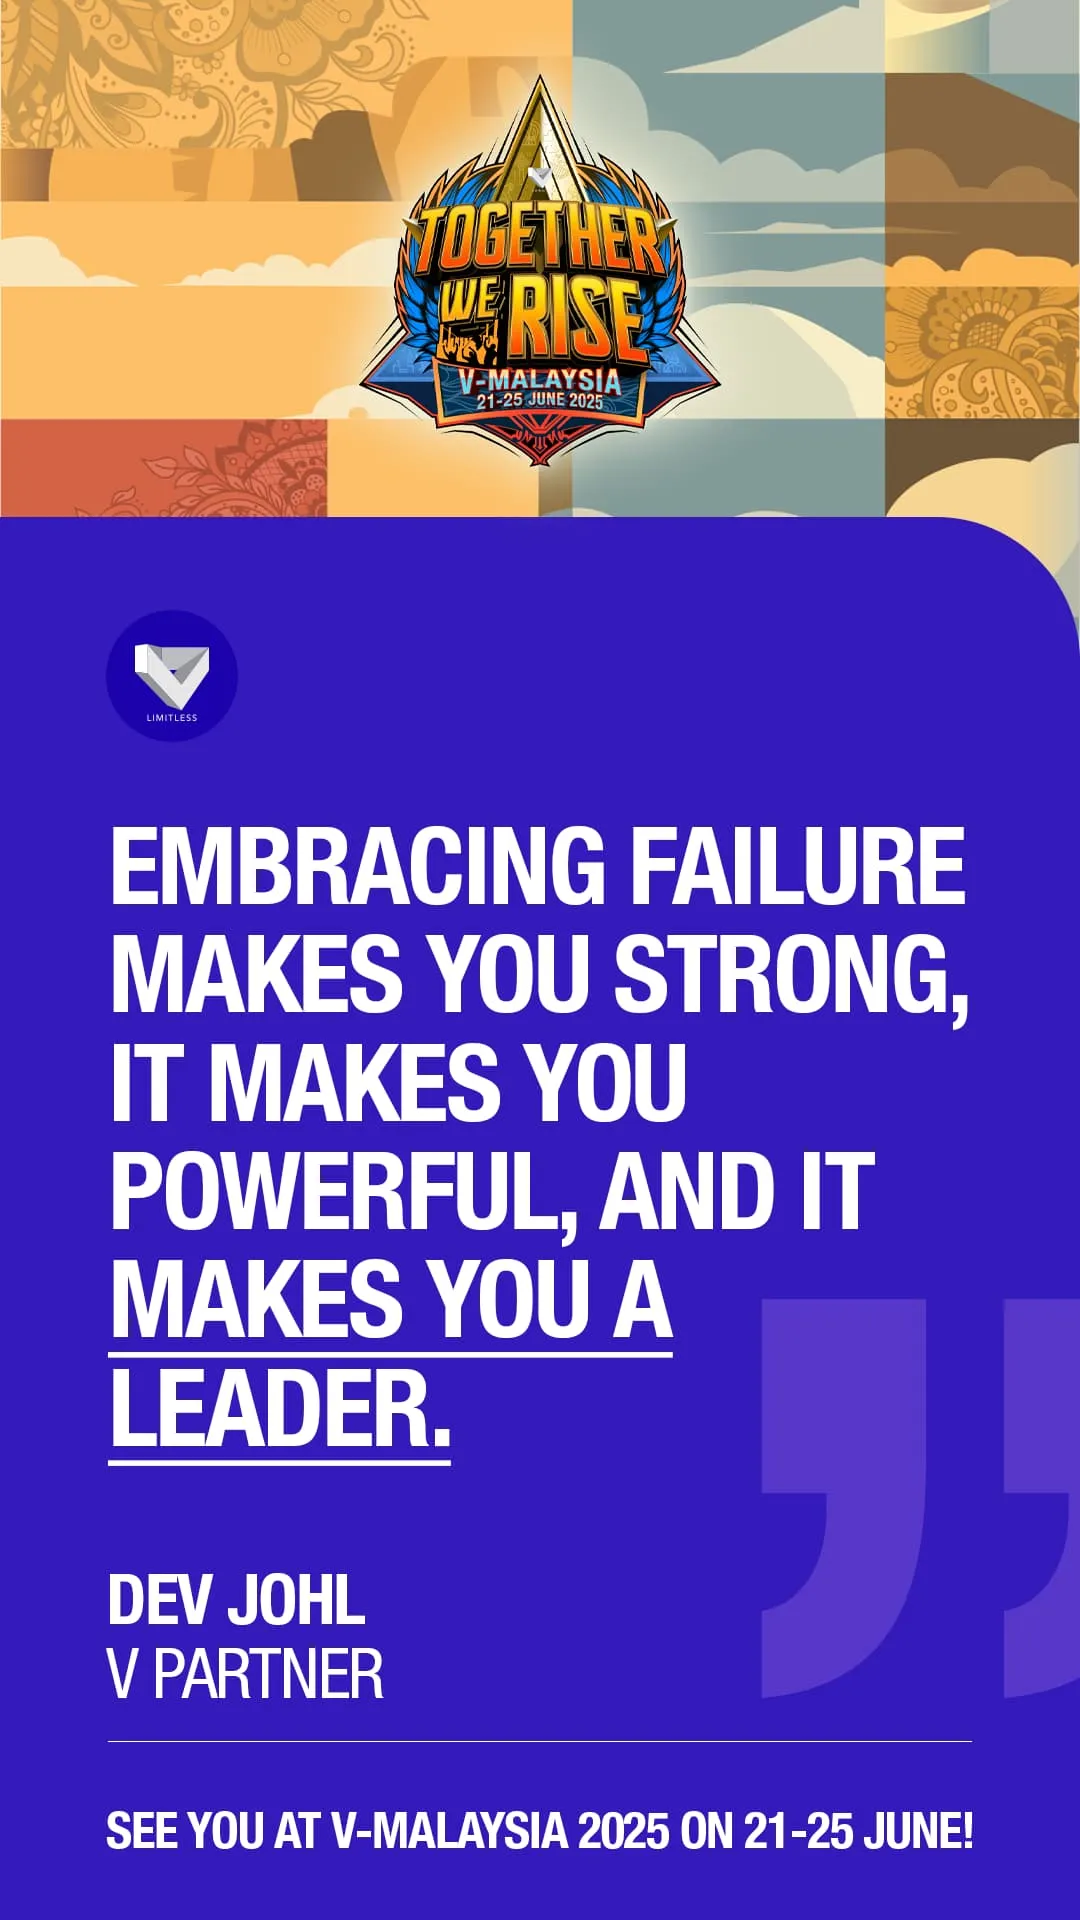 TOGETHER
WE RISE
V-MALAYSIA
21-25 JUNE 2025
LIMITLESS
EMBRACING FAILURE
MAKES YOU STRONG,
IT MAKES YOU
POWERFUL, AND IT
MAKES YOU A
LEADER.
DEV JOHL
V PARTNER
SEE YOU AT V-MALAYSIA 2025 ON 21-25 JUNE!